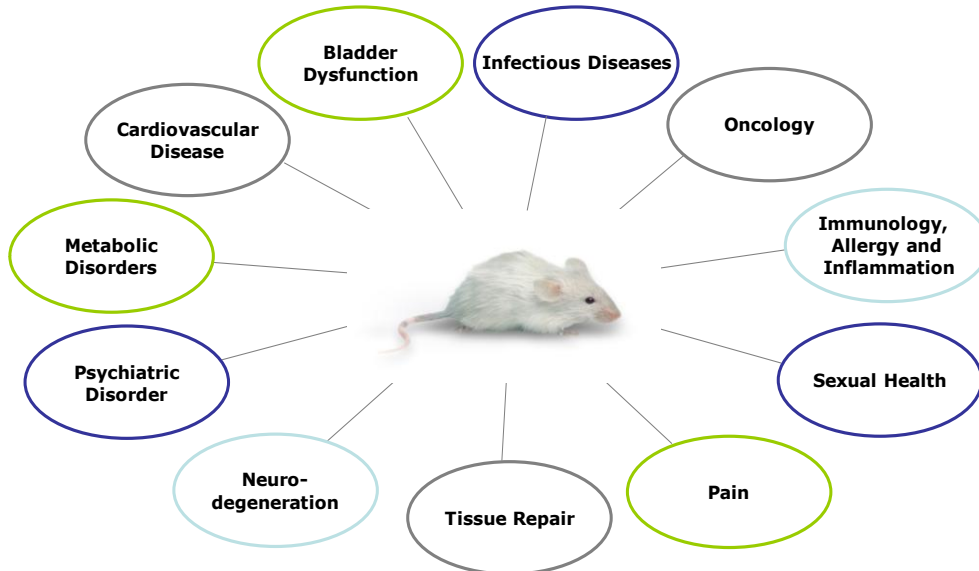 Bladder
Dysfunction
Infectious Diseases
Cardiovascular
Disease
Oncology
Metabolic
Disorders
Immunology,
Allergy and
Inflammation
Psychiatric
Disorder
Sexual Health
Neuro-
degeneration
Tissue Repair
Pain